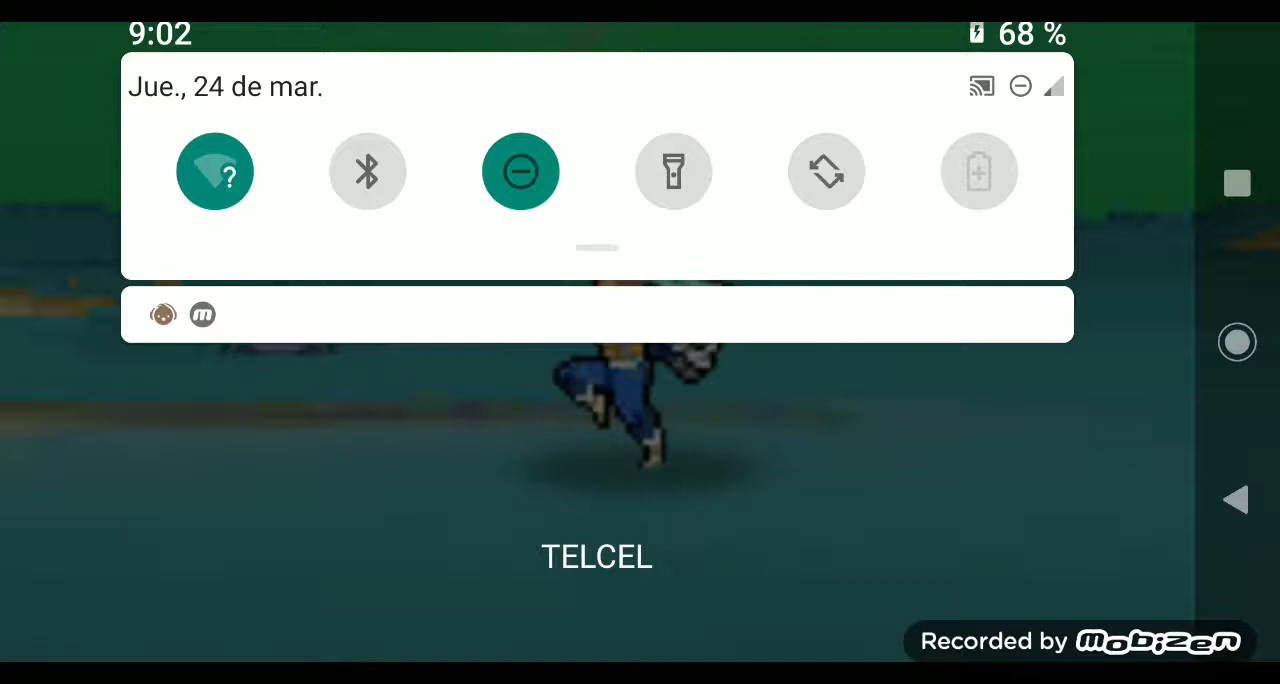 9:02
68 %
Jue., 24 de mar.
?
m
TELCEL
Recorded by mobizen